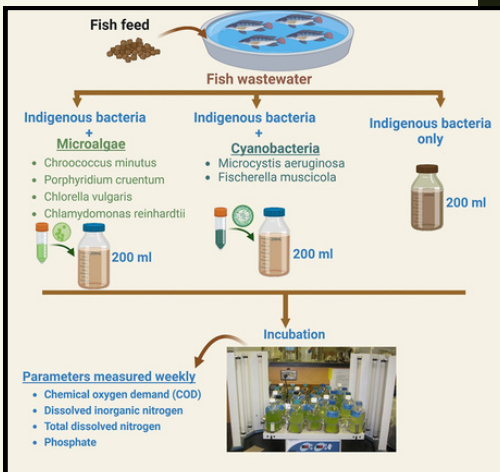 Fish feed
Fish wastewater
Indigenous bacteria
+
Microalgae
• Chroococcus minutus
• Porphyridium cruentum
• Chlorella vulgaris
• Chlamydomonas reinhardtii
200 ml
Indigenous bacteria
+
Cyanobacteria
• Microcystis aeruginosa
• Fischerella muscicola
200 ml
Indigenous bacteria
only
200 ml
Incubation
Parameters measured weekly
• Chemical oxygen demand (COD)
• Dissolved inorganic nitrogen
• Total dissolved nitrogen
• Phosphate